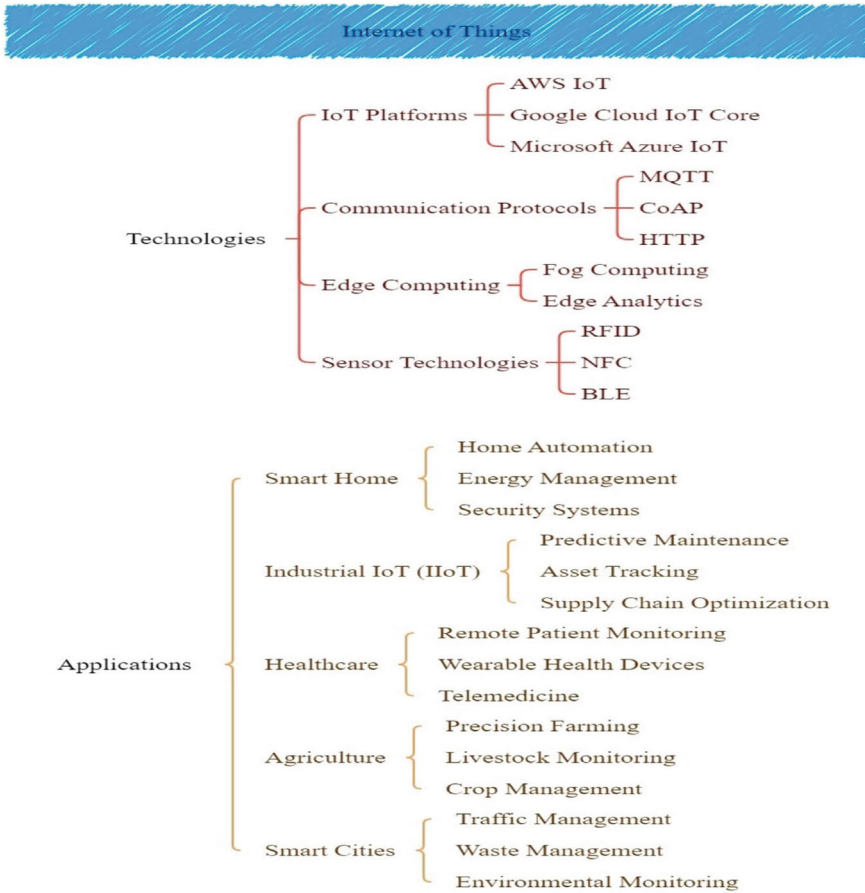 Internet of Things
Technologies
IoT Platforms
AWS IoT
Google Cloud IoT Core
Microsoft Azure IoT
Communication Protocols
MQTT
CoAP
HTTP
Edge Computing
Fog Computing
Edge Analytics
Sensor Technologies
RFID
NFC
BLE
Applications
Smart Home
Home Automation
Energy Management
Security Systems
Industrial IoT (IIoT)
Predictive Maintenance
Asset Tracking
Supply Chain Optimization
Healthcare
Remote Patient Monitoring
Wearable Health Devices
Telemedicine
Agriculture
Precision Farming
Livestock Monitoring
Crop Management
Smart Cities
Traffic Management
Waste Management
Environmental Monitoring